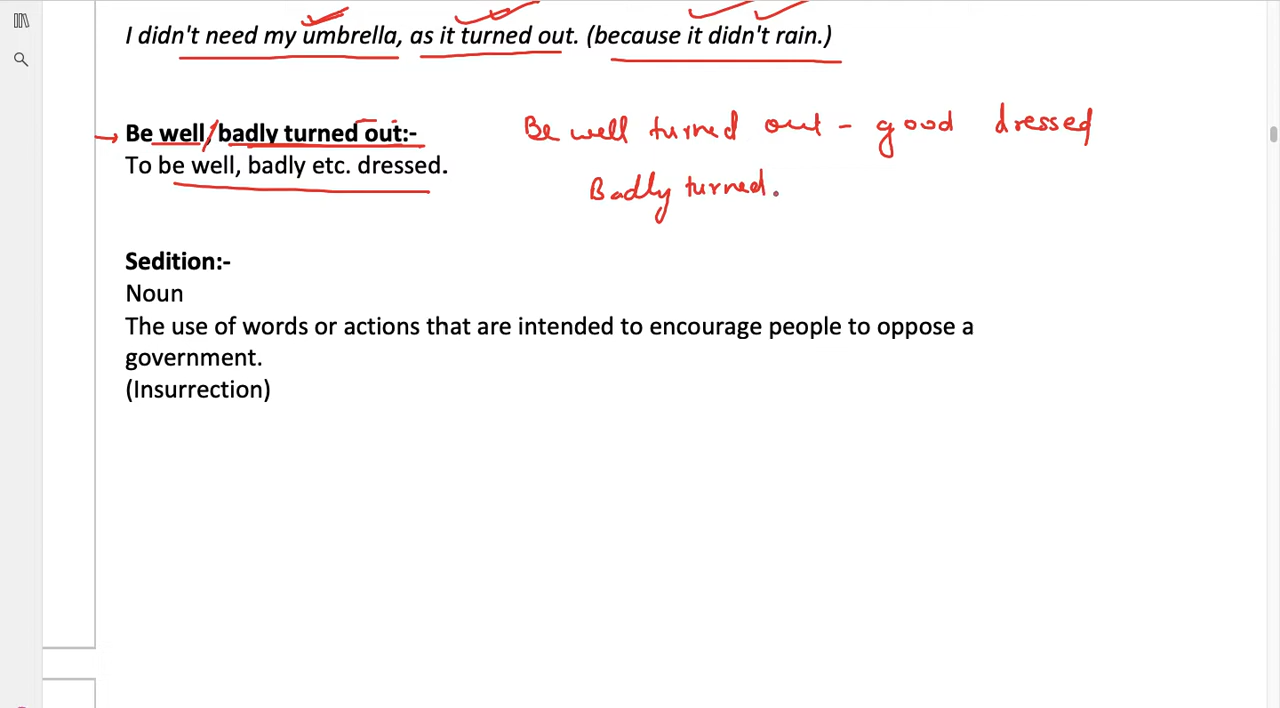 I didn't need my umbrella, as it turned out. (because it didn't rain.)
Be well/badly turned out:-
Be well turned out - good dressed
To be well, badly etc. dressed.
Badly turned.
Sedition:-
Noun
The use of words or actions that are intended to encourage people to oppose a
government.
(Insurrection)